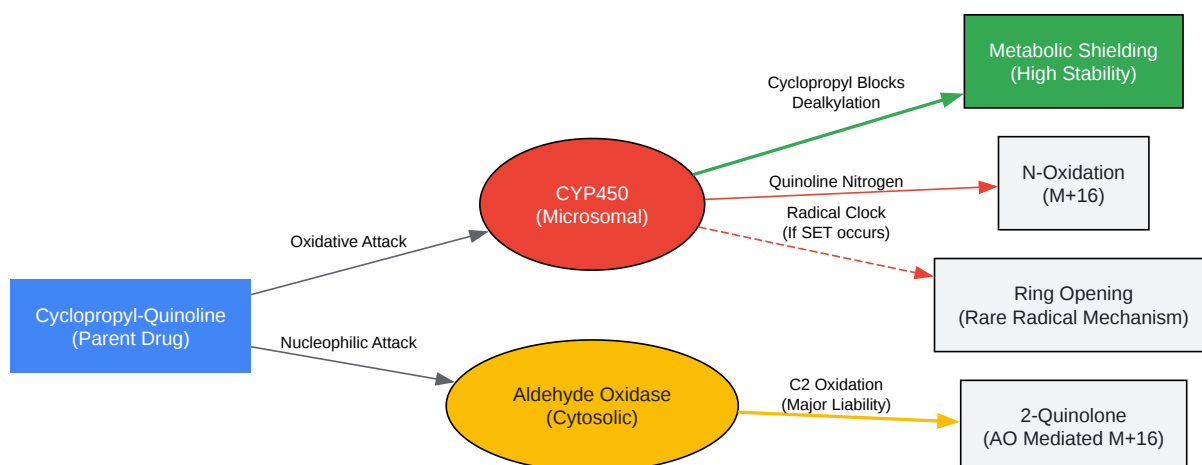 Cyclopropyl-Quinoline
(Parent Drug)
Oxidative Attack
Nucleophilic Attack
CYP450
(Microsomal)
Aldehyde Oxidase
(Cytosolic)
Cyclopropyl Blocks
Dealkylation
Quinoline Nitrogen
Radical Clock
(If SET occurs)
C2 Oxidation
(Major Liability)
Metabolic Shielding
(High Stability)
N-Oxidation
(M+16)
Ring Opening
(Rare Radical Mechanism)
2-Quinolone
(AO Mediated M+16)